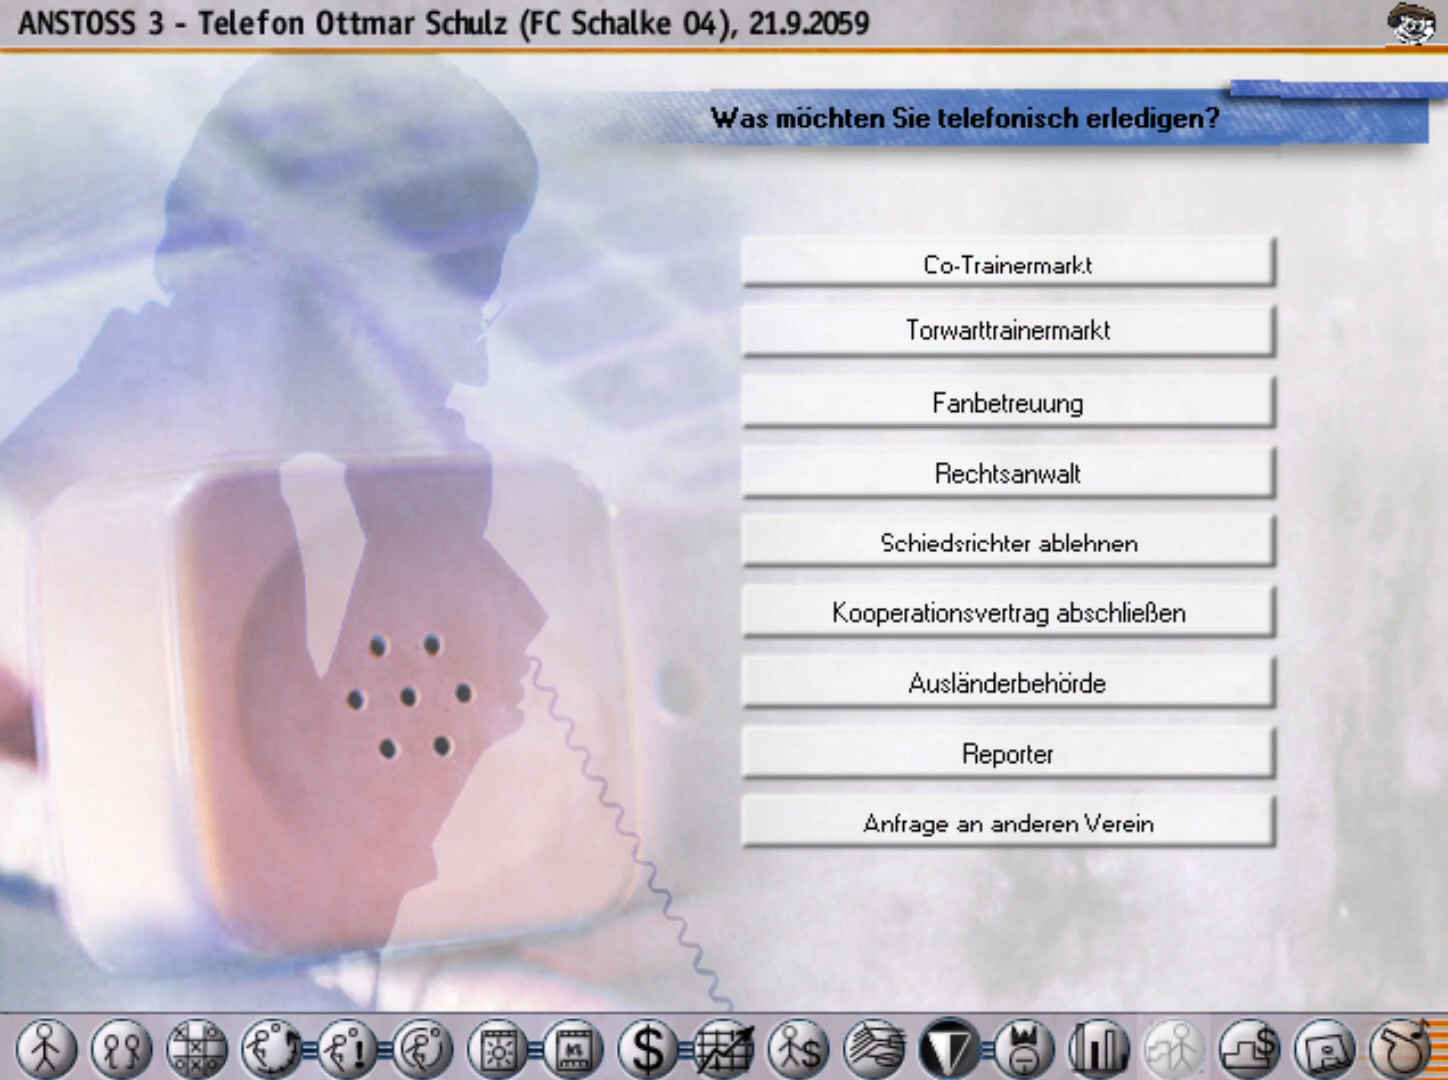 ANSTOSS 3 - Telefon Ottmar Schulz (FC Schalke 04), 21.9.2059
Was möchten Sie telefonisch erledigen?
Co-Trainermarkt
Torwarttrainermarkt
Fanbetreuung
Rechtsanwalt
Schiedsrichter ablehnen
Kooperationsvertrag abschließen
Ausländerbehörde
Reporter
Anfrage an anderen Verein